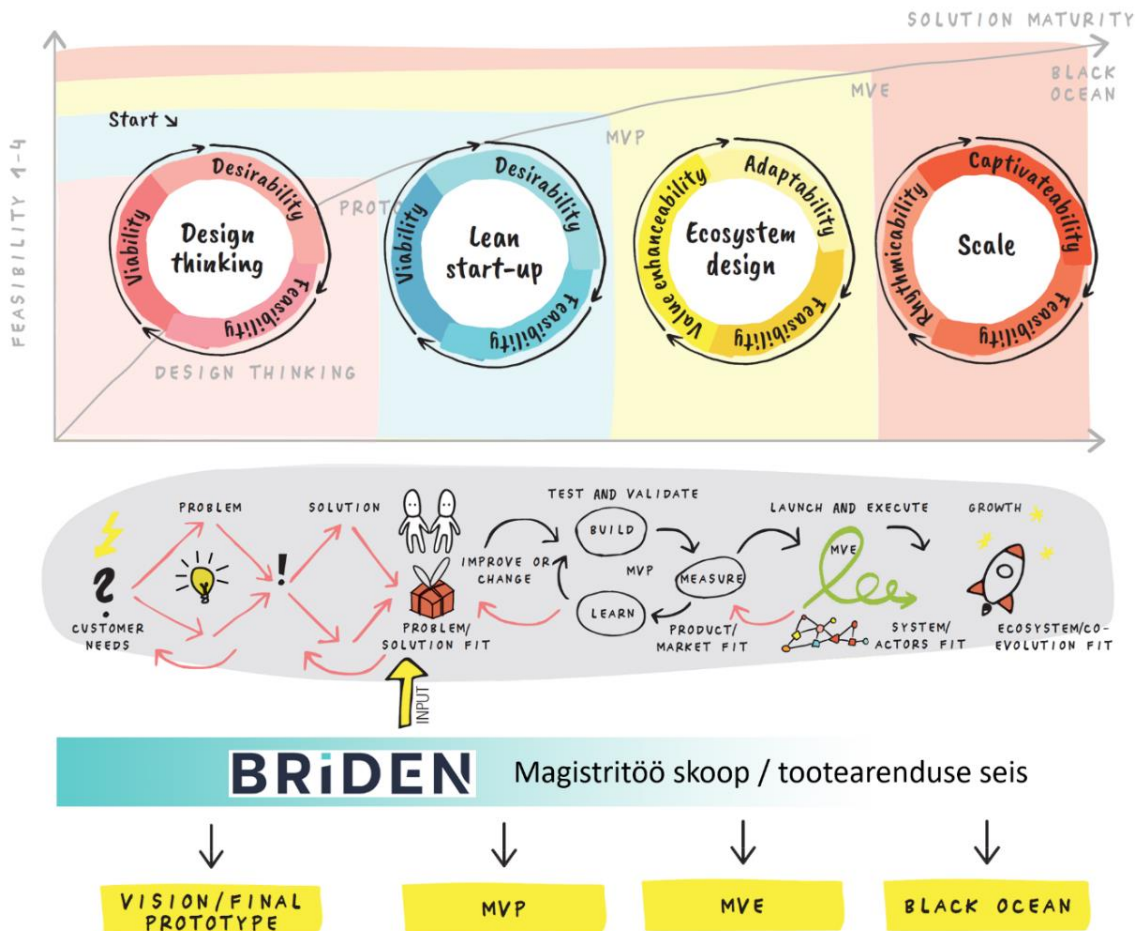 SOLUTION MATURITY
BLACK
OCEAN
MVE
MVP
Start
FEASIBILITY 1-4
Desirability
Viability
Feasibility
Design
thinking
DESIGN THINKING
Desirability
Viability
Feasibility
Lean
start-up
Adaptability
Value enhanceability
Feasibility
Ecosystem
design
Captivateability
Rhythmicability
Feasibility
Scale
PROBLEM
SOLUTION
TEST AND VALIDATE
LAUNCH AND EXECUTE
GROWTH
?
!
IMPROVE OR
CHANGE
BUILD
MVP
MEASURE
LEARN
MVE
CUSTOMER
NEEDS
PROBLEM/
SOLUTION FIT
PRODUCT/
MARKET FIT
SYSTEM/
ACTORS FIT
ECOSYSTEM/CO-
EVOLUTION FIT
INPUT
BRiDEN
Magistritöö skoop / tootearenduse seis
VISION/FINAL
PROTOTYPE
MVP
MVE
BLACK OCEAN